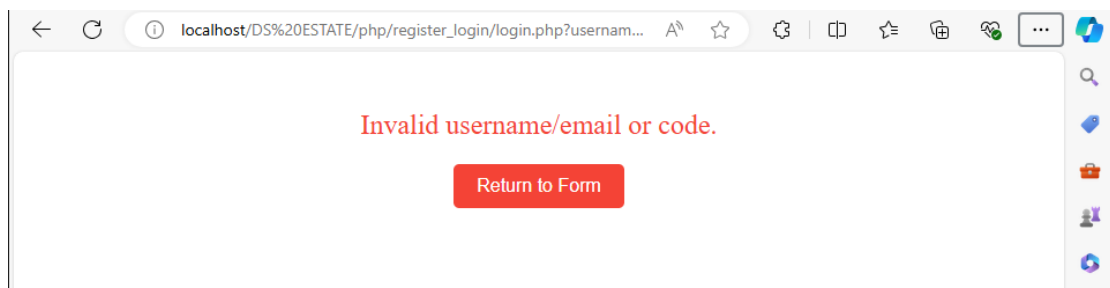 localhost/DS%20ESTATE/php/register_login/login.php?usernam...
Invalid username/email or code.
Return to Form